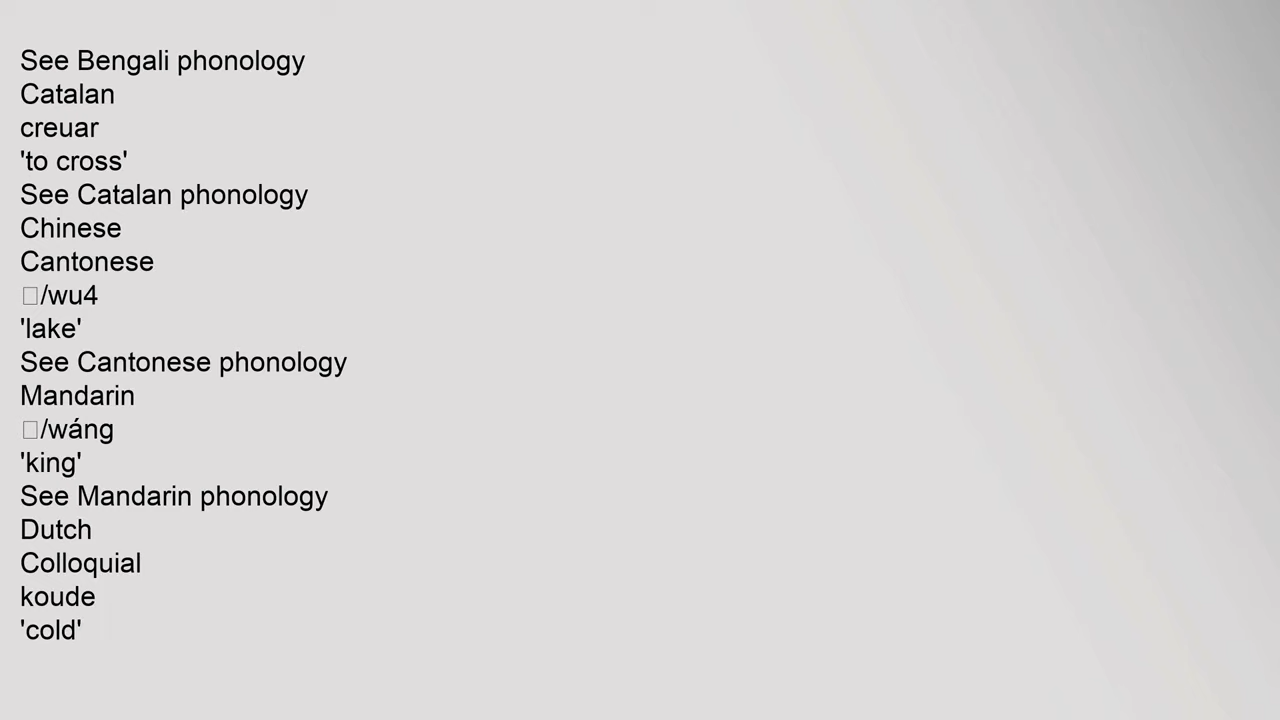 See Bengali phonology
Catalan
creuar
'to cross'
See Catalan phonology
Chinese
Cantonese
□/wu4
'lake'
See Cantonese phonology
Mandarin
□/wáng
'king'
See Mandarin phonology
Dutch
Colloquial
koude
'cold'